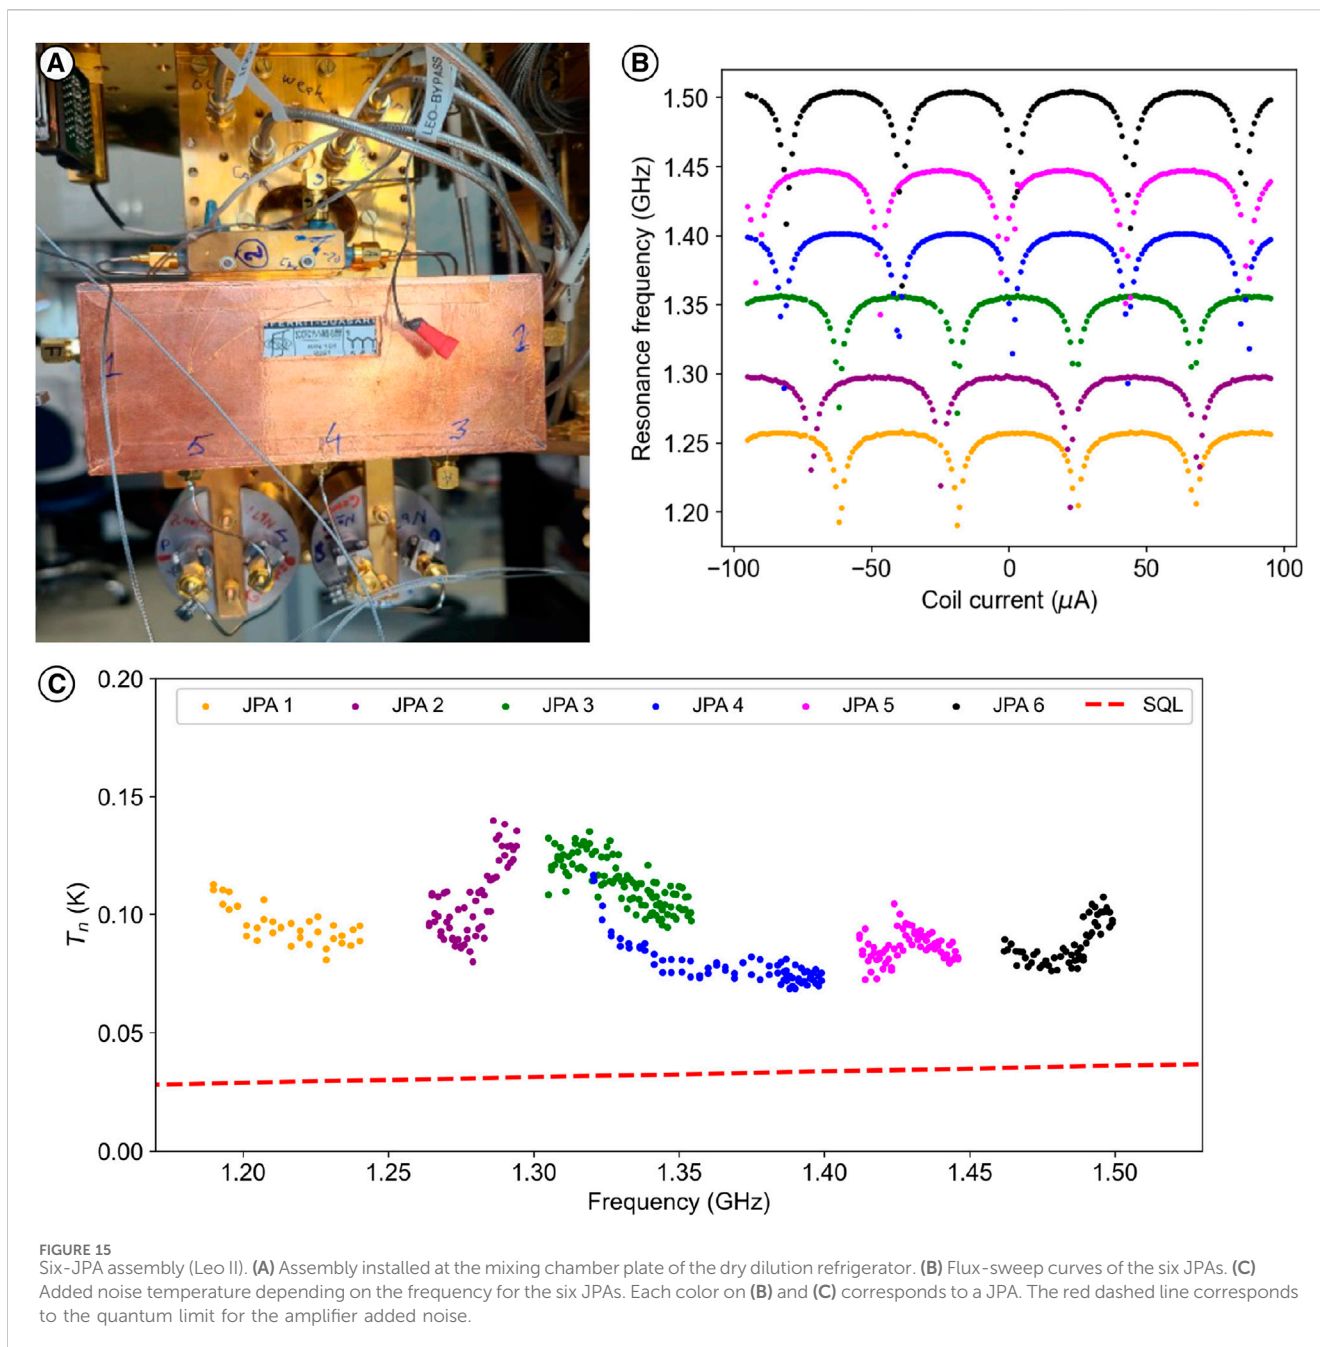 A
weak
LEO-BYPASS
2
1
2
5
4
3
B
Resonance frequency (GHz)
1.50
1.45
1.40
1.35
1.30
1.25
1.20
−100
−50
0
50
100
Coil current (μA)
C
T_n (K)
0.20
0.15
0.10
0.05
0.00
JPA 1 JPA 2 JPA 3 JPA 4 JPA 5 JPA 6 SQL
1.20
1.25
1.30
1.35
1.40
1.45
1.50
Frequency (GHz)
FIGURE 15
Six-JPA assembly (Leo II). (A) Assembly installed at the mixing chamber plate of the dry dilution refrigerator. (B) Flux-sweep curves of the six JPAs. (C)
Added noise temperature depending on the frequency for the six JPAs. Each color on (B) and (C) corresponds to a JPA. The red dashed line corresponds
to the quantum limit for the amplifier added noise.